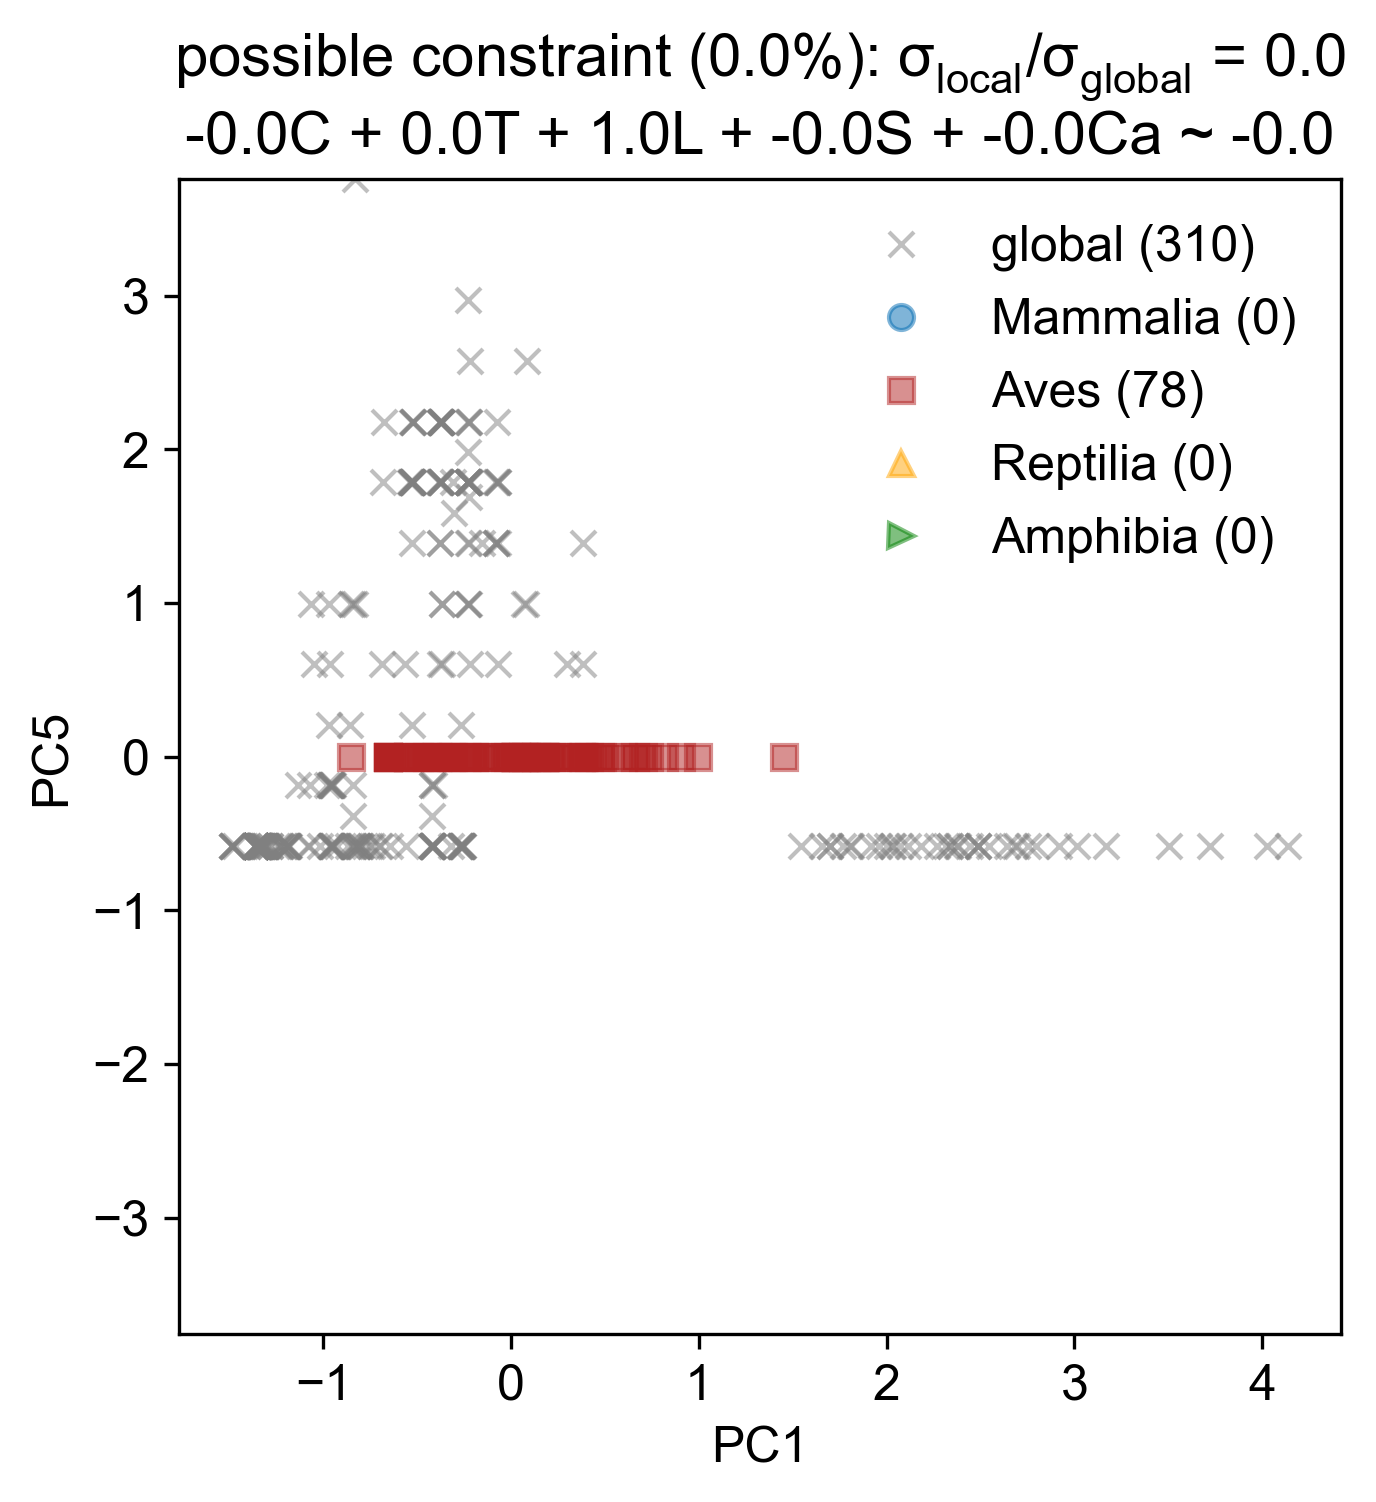 possible constraint (0.0%): σlocal/σglobal = 0.0
-0.0C + 0.0T + 1.0L + -0.0S + -0.0Ca ~ -0.0
global (310)
Mammalia (0)
Aves (78)
Reptilia (0)
Amphibia (0)
PC5
3
2
1
0
−1
−2
−3
−1 0 1 2 3 4
PC1